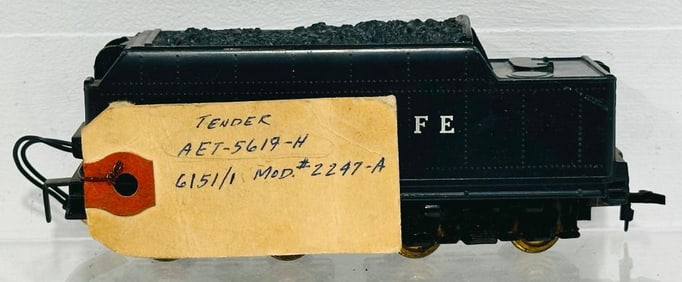 TENDER
AET-5619-H
6151/1 MOD.# 2247-A
FE